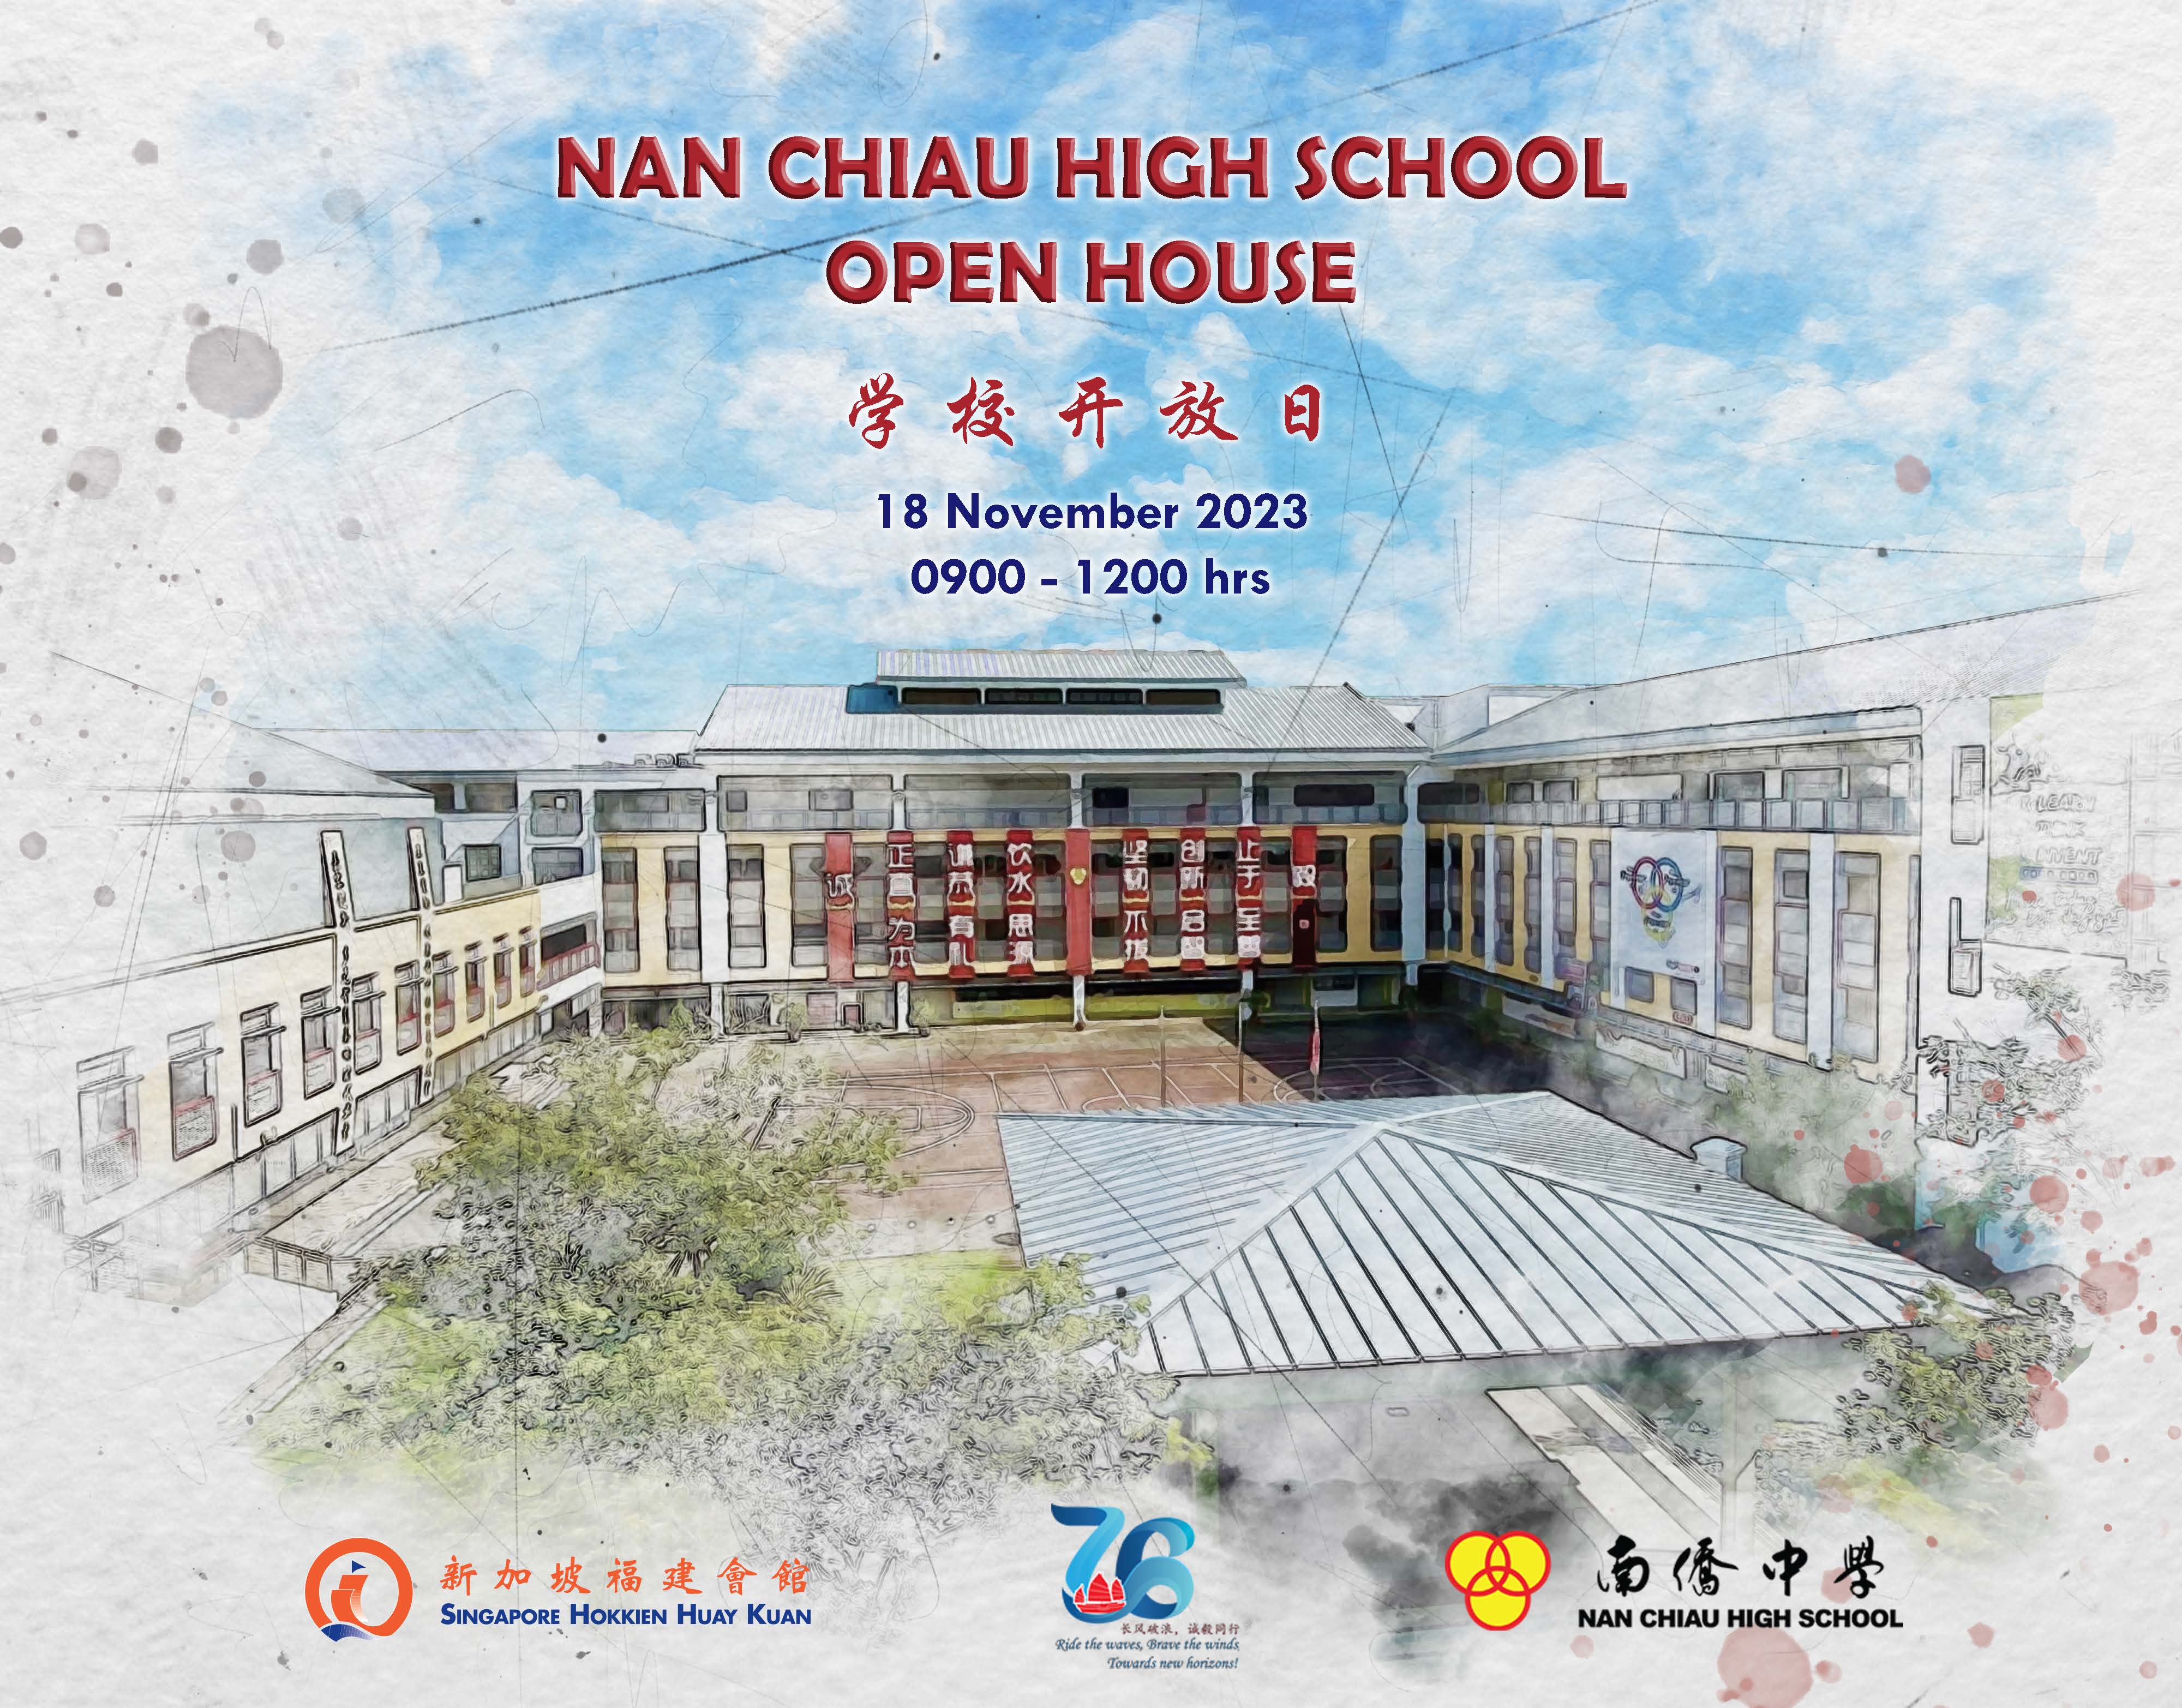 NAN CHIAU HIGH SCHOOL
OPEN HOUSE
学校开放日
18 November 2023
0900 - 1200 hrs
诚
正直为本
谦恭有礼
饮水思源
坚韧不拔
创新启智
止于至善
毅
LEARN
INVENT
新加坡福建會館
SINGAPORE HOKKIEN HUAY KUAN
76
长风破浪，诚毅同行
Ride the waves, Brave the winds,
Towards new horizons!
南僑中學
NAN CHIAU HIGH SCHOOL